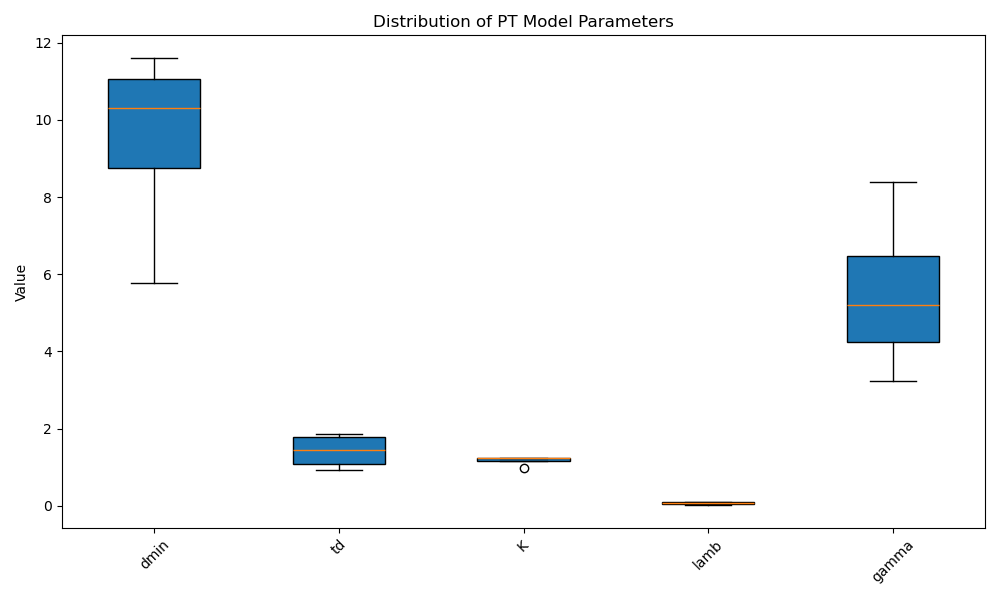 Distribution of PT Model Parameters
Value
12
10
8
6
4
2
0
dmin
td
K
lamb
gamma